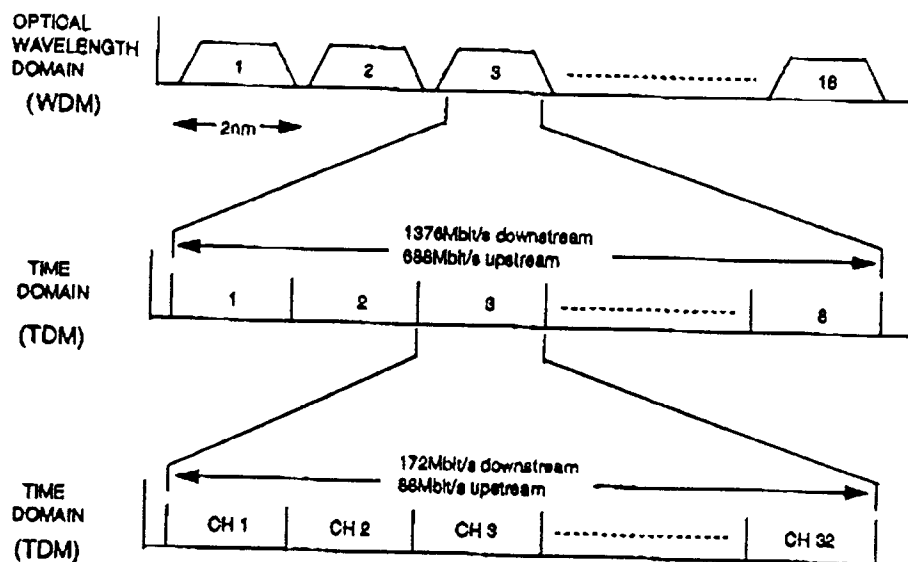 OPTICAL
WAVELENGTH
DOMAIN
(WDM)
1
2
3
16
2nm
1376Mbit/s downstream
688Mbit/s upstream
TIME
DOMAIN
(TDM)
1
2
3
8
172Mbit/s downstream
86Mbit/s upstream
TIME
DOMAIN
(TDM)
CH 1
CH 2
CH 3
CH 32